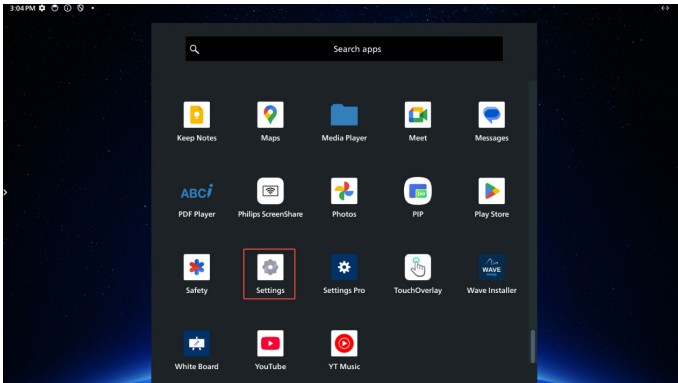 3:04 PM
Search apps
Keep Notes
Maps
Media Player
Meet
Messages
ABCi
PDF Player
Philips ScreenShare
Photos
PIP
Play Store
Safety
Settings
Settings Pro
TouchOverlay
WAVE
Wave Installer
White Board
YouTube
YT Music